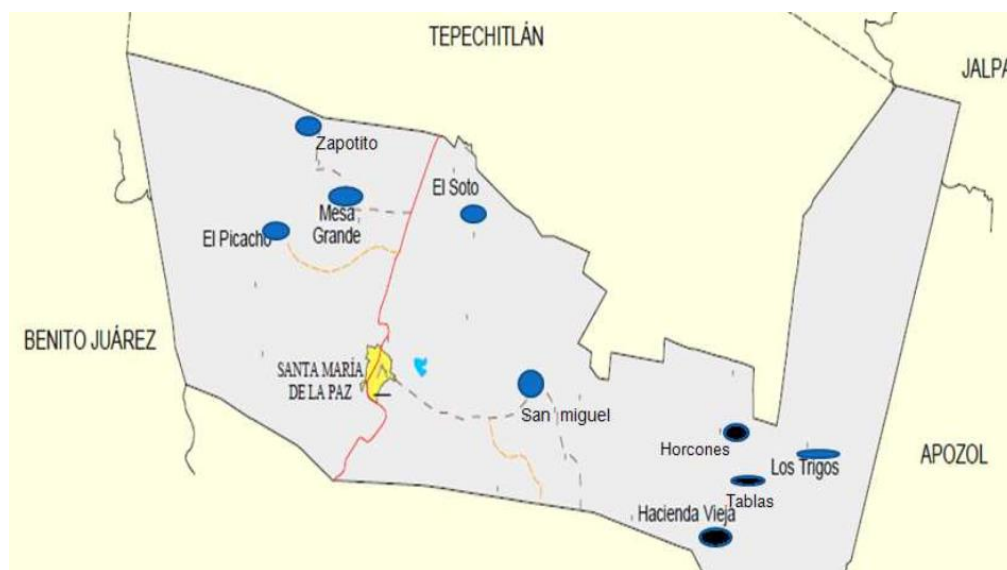 TEPECHITLÁN
JALPA
Zapotito
El Soto
Mesa
Grande
El Picacho
BENITO JUÁREZ
SANTA MARÍA
DE LA PAZ
San miguel
Horcones
Los Trigos
APOZOL
Tablas
Hacienda Vieja